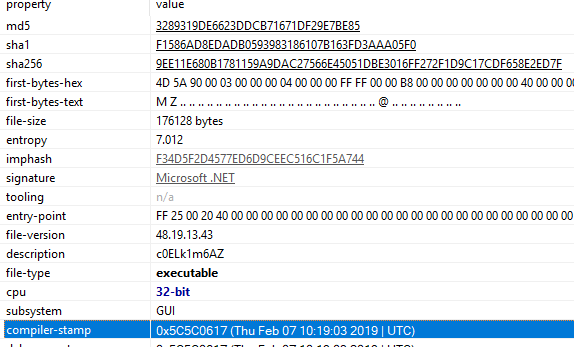 property value
md5 3289319DE6623DDCB71671DF29E7BE85
sha1 F1586AD8EDADB0593983186107B163FD3AAA05F0
sha256 9EE11E680B1781159A9DAC27566E45051DBE3016FF272F1D9C17CDF658E2ED7F
first-bytes-hex 4D 5A 90 00 03 00 00 00 04 00 00 00 FF FF 00 00 B8 00 00 00 00 00 00 00 40 00 00 0
first-bytes-text M Z .. .. .. .. .. .. .. .. .. .. .. .. .. .. .. .. .. .. .. .. @ .. .. .. .. .. .. ..
file-size 176128 bytes
entropy 7.012
imphash F34D5F2D4577ED6D9CEEC516C1F5A744
signature Microsoft .NET
tooling n/a
entry-point FF 25 00 20 40 00 00 00 00 00 00 00 00 00 00 00 00 00 00 00 00 00 00 00 00 00 00
file-version 48.19.13.43
description c0ELk1m6AZ
file-type executable
cpu 32-bit
subsystem GUI
compiler-stamp 0x5C5C0617 (Thu Feb 07 10:19:03 2019 | UTC)